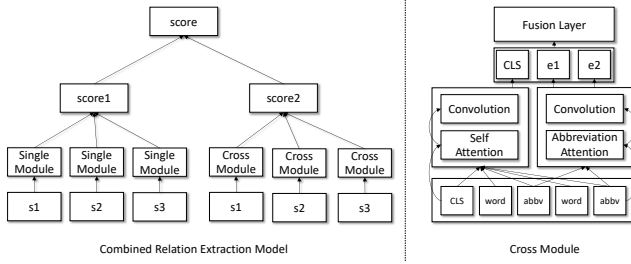 score
score1
score2
Single Module
Single Module
Single Module
Cross Module
Cross Module
Cross Module
s1
s2
s3
s1
s2
s3
Combined Relation Extraction Model
Fusion Layer
CLS
e1
e2
Convolution
Convolution
Self Attention
Abbreviation Attention
CLS
word
abbv
word
abbv
Cross Module